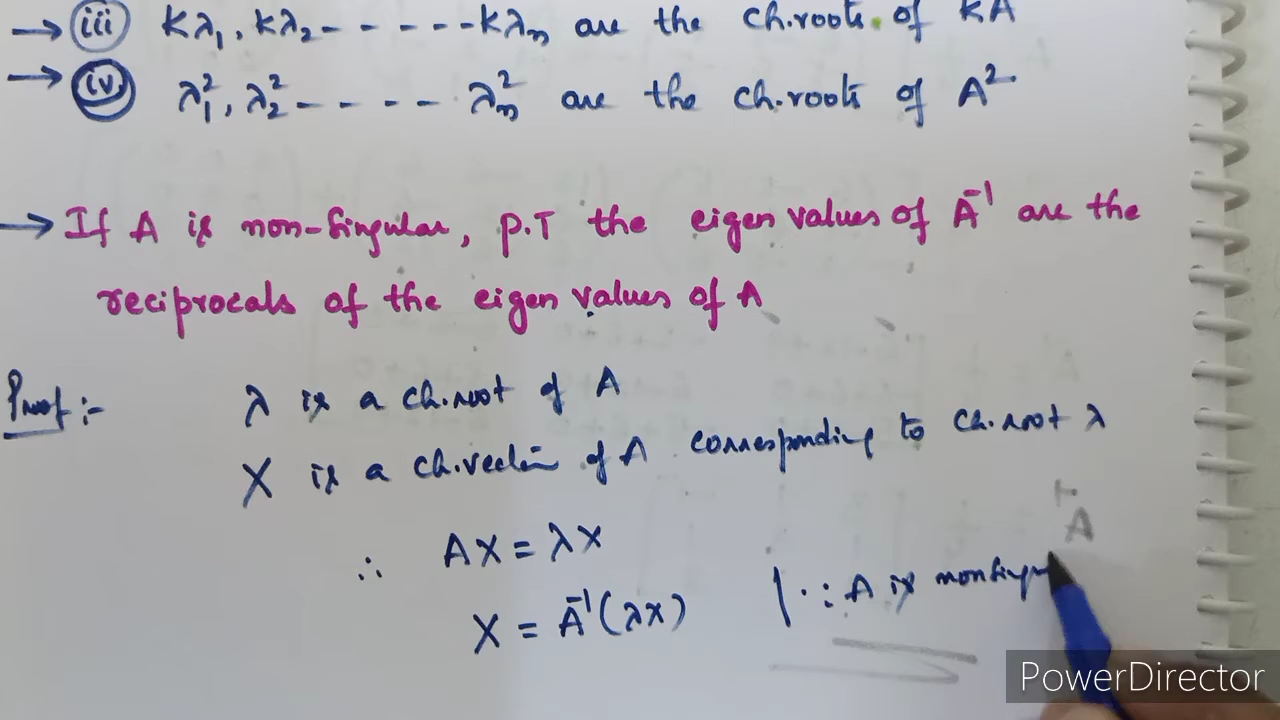 → (iii) kλ₁, kλ₂ - - - - - - kλₙ are the ch.roots of KA
→ (iv) λ₁², λ₂² - - - - - λₙ² are the ch.roots of A²
→ If A is non-singular, P.T the eigen values of A⁻¹ are the
reciprocals of the eigen values of A
Proof :- λ is a ch.root of A
X is a ch.vector of A corresponding to ch.root λ
∴ AX = λX
X = A⁻¹(λX) | ∵ A is nonsingu
PowerDirector